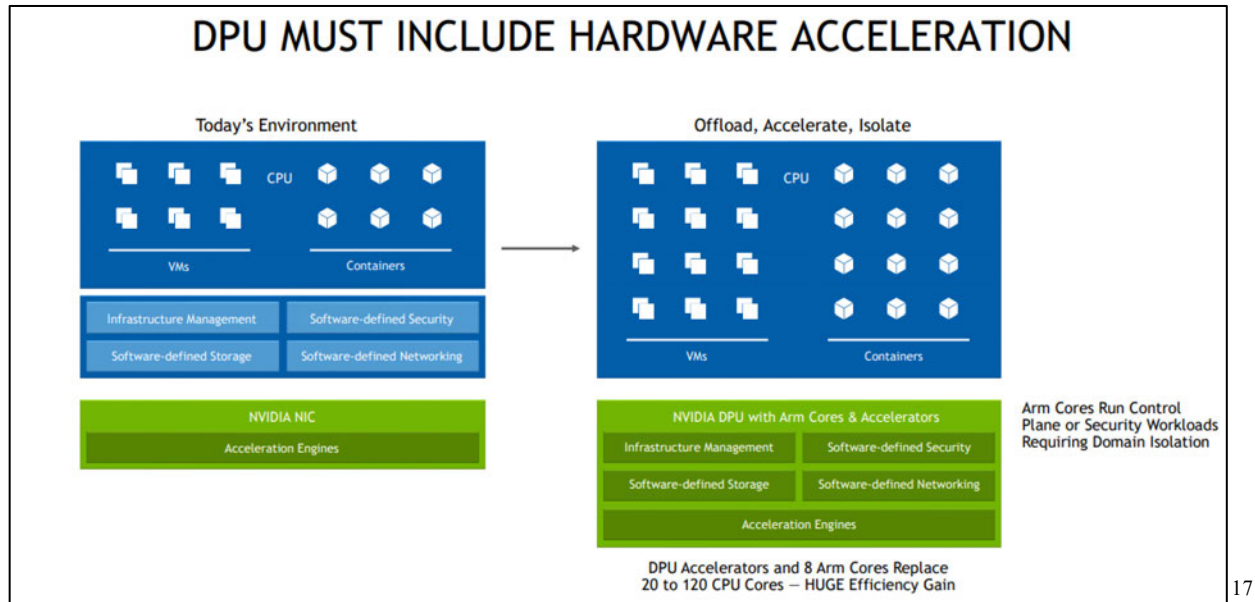 DPU MUST INCLUDE HARDWARE ACCELERATION
Today's Environment
CPU
VMs
Containers
Infrastructure Management
Software-defined Security
Software-defined Storage
Software-defined Networking
NVIDIA NIC
Acceleration Engines
Offload, Accelerate, Isolate
CPU
VMs
Containers
NVIDIA DPU with Arm Cores & Accelerators
Infrastructure Management
Software-defined Security
Software-defined Storage
Software-defined Networking
Acceleration Engines
Arm Cores Run Control
Plane or Security Workloads
Requiring Domain Isolation
DPU Accelerators and 8 Arm Cores Replace
20 to 120 CPU Cores — HUGE Efficiency Gain
17